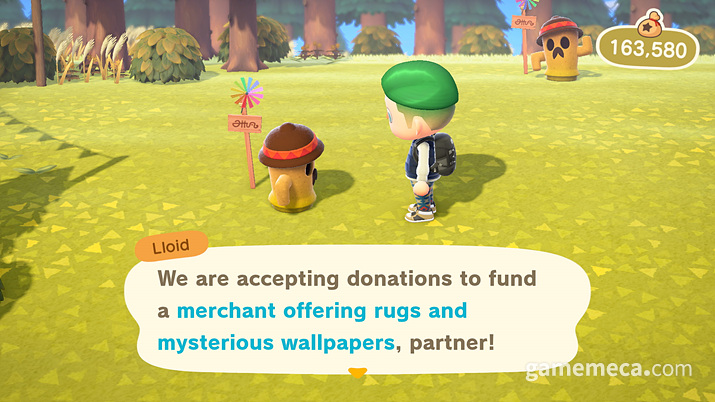 163,580
Lloid
We are accepting donations to fund
a merchant offering rugs and
mysterious wallpapers, partner!
gamemeca.com